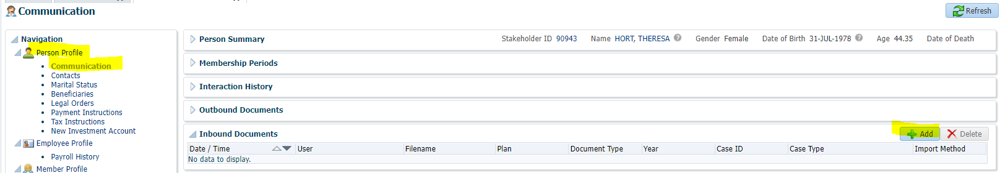 Communication
Refresh
Navigation
Person Profile
Communication
Contacts
Marital Status
Beneficiaries
Legal Orders
Payment Instructions
Tax Instructions
New Investment Account
Employee Profile
Payroll History
Member Profile
Person Summary Stakeholder ID 90943 Name HORT, THERESA Gender Female Date of Birth 31-JUL-1978 Age 44.35 Date of Death
Membership Periods
Interaction History
Outbound Documents
Inbound Documents Add Delete
Date / Time User Filename Plan Document Type Year Case ID Case Type Import Method
No data to display.